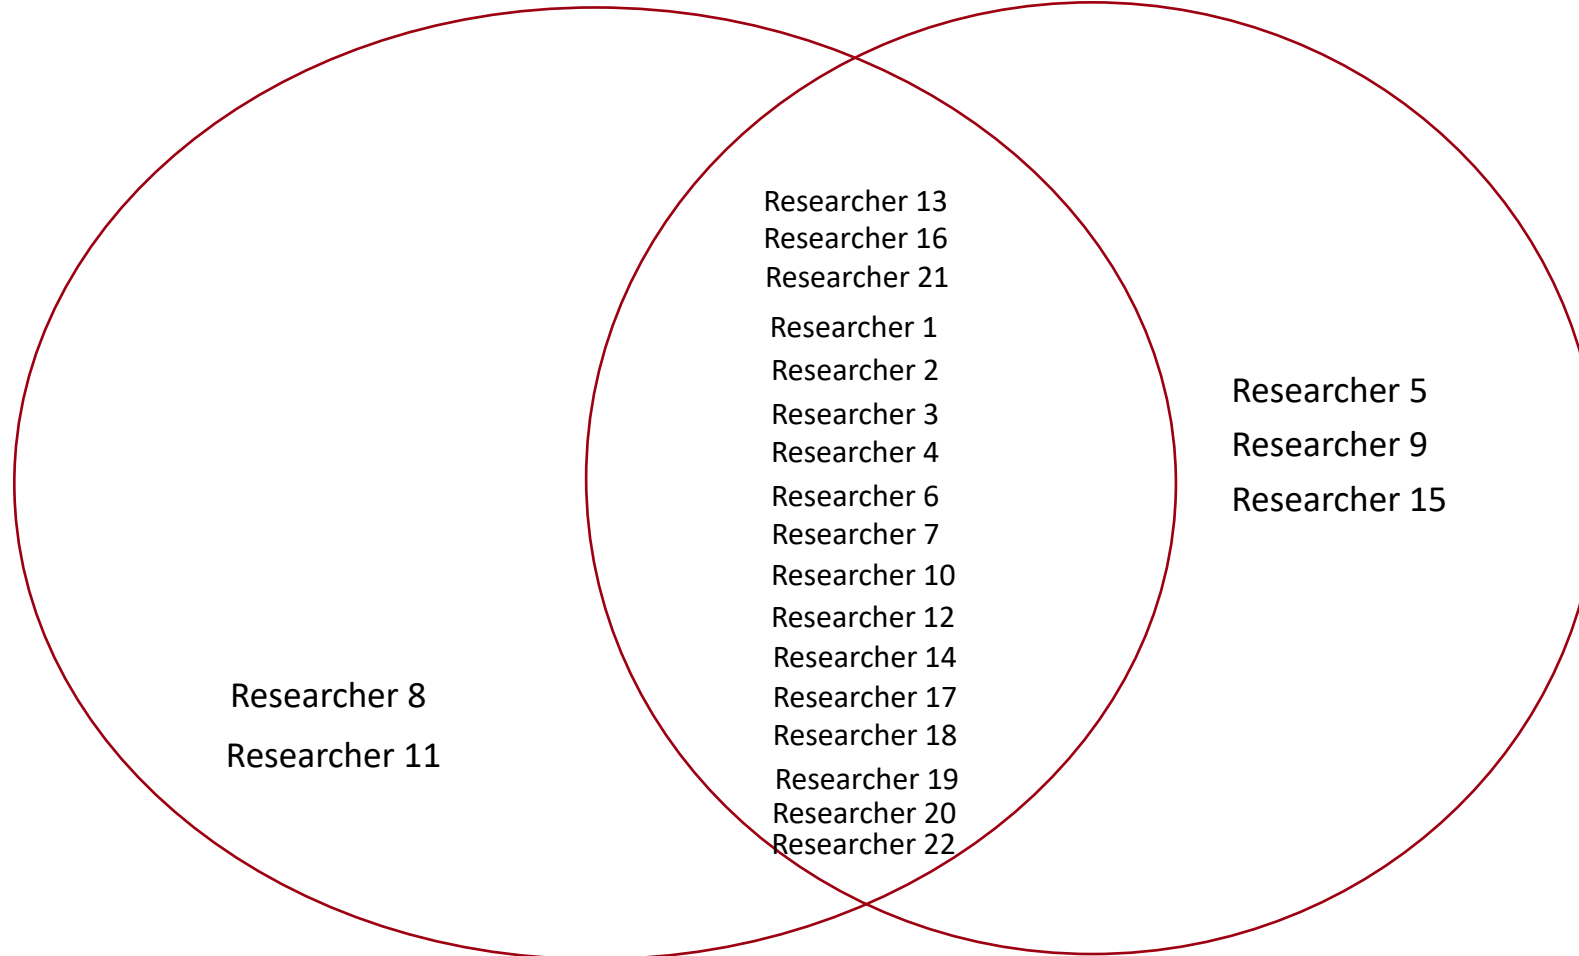 Researcher 13
Researcher 16
Researcher 21
Researcher 1
Researcher 2
Researcher 3
Researcher 4
Researcher 6
Researcher 7
Researcher 10
Researcher 12
Researcher 14
Researcher 17
Researcher 18
Researcher 19
Researcher 20
Researcher 22
Researcher 5
Researcher 9
Researcher 15
Researcher 8
Researcher 11